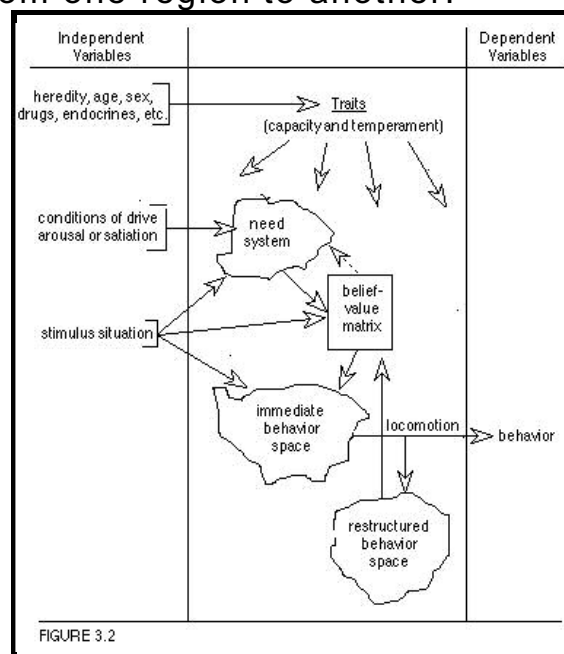 from one region to another.
Independent Variables
Dependent Variables
heredity, age, sex,
drugs, endocrines, etc.
Traits
(capacity and temperament)
conditions of drive
arousal or satiation
need
system
belief-
value
matrix
stimulus situation
immediate
behavior
space
locomotion
behavior
restructured
behavior
space
FIGURE 3.2